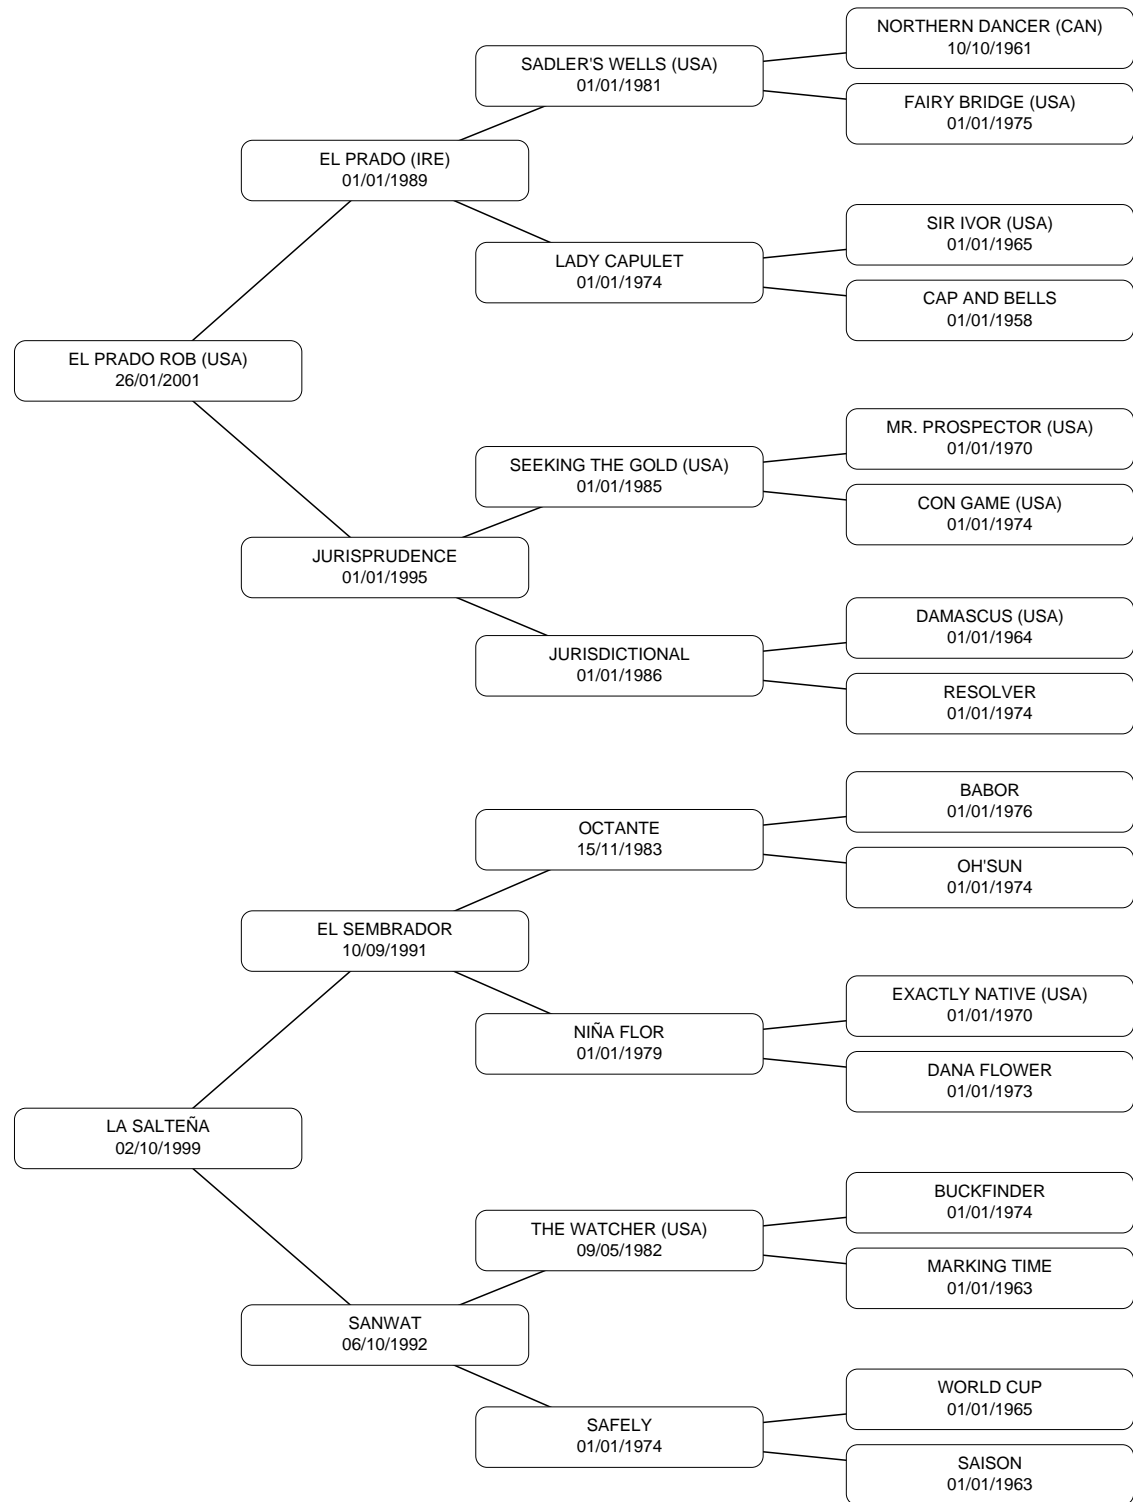 NORTHERN DANCER (CAN)
10/10/1961
SADLER'S WELLS (USA)
01/01/1981
FAIRY BRIDGE (USA)
01/01/1975
EL PRADO (IRE)
01/01/1989
SIR IVOR (USA)
01/01/1965
LADY CAPULET
01/01/1974
CAP AND BELLS
01/01/1958
EL PRADO ROB (USA)
26/01/2001
MR. PROSPECTOR (USA)
01/01/1970
SEEKING THE GOLD (USA)
01/01/1985
CON GAME (USA)
01/01/1974
JURISPRUDENCE
01/01/1995
DAMASCUS (USA)
01/01/1964
JURISDICTIONAL
01/01/1986
RESOLVER
01/01/1974
BABOR
01/01/1976
OCTANTE
15/11/1983
OH'SUN
01/01/1974
EL SEMBRADOR
10/09/1991
EXACTLY NATIVE (USA)
01/01/1970
NIÑA FLOR
01/01/1979
DANA FLOWER
01/01/1973
LA SALTEÑA
02/10/1999
BUCKFINDER
01/01/1974
THE WATCHER (USA)
09/05/1982
MARKING TIME
01/01/1963
SANWAT
06/10/1992
WORLD CUP
01/01/1965
SAFELY
01/01/1974
SAISON
01/01/1963